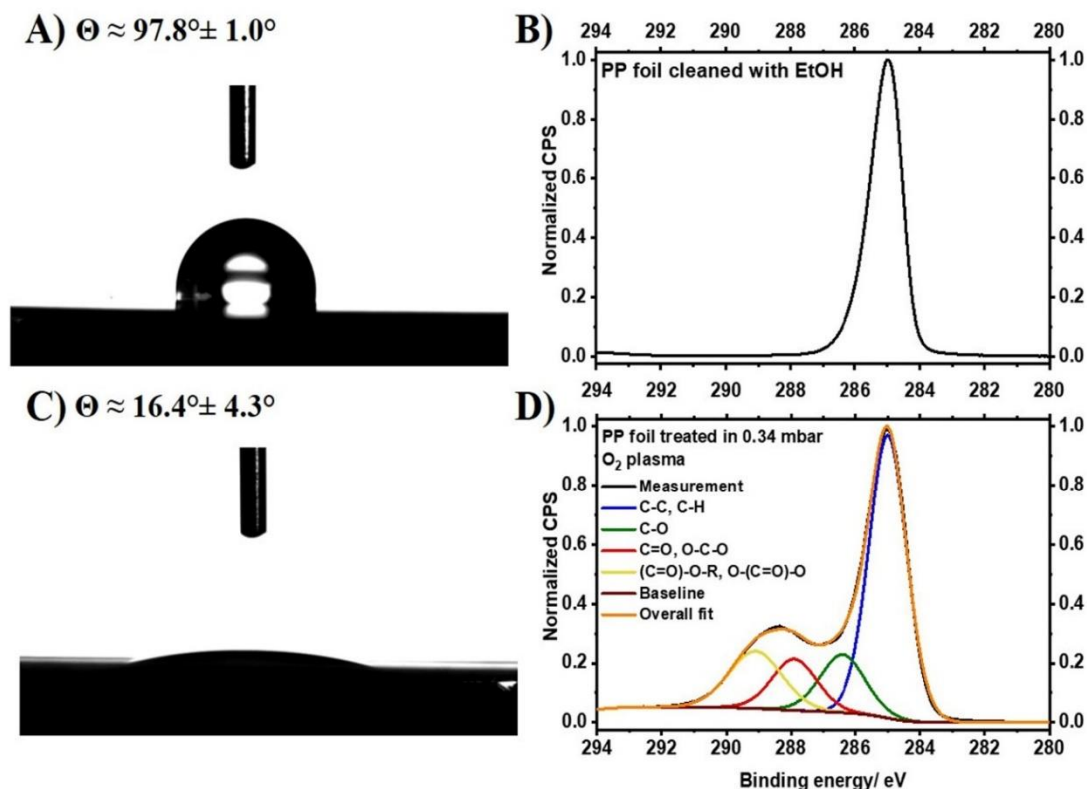 A) Θ ≈ 97.8°± 1.0°
B)
294 292 290 288 286 284 282 280
PP foil cleaned with EtOH
Normalized CPS
1.0 1.0
0.8 0.8
0.6 0.6
0.4 0.4
0.2 0.2
0.0 0.0
294 292 290 288 286 284 282 280
C) Θ ≈ 16.4°± 4.3°
D)
PP foil treated in 0.34 mbar
O₂ plasma
Measurement
C-C, C-H
C-O
C=O, O-C-O
(C=O)-O-R, O-(C=O)-O
Baseline
Overall fit
Normalized CPS
1.0 1.0
0.8 0.8
0.6 0.6
0.4 0.4
0.2 0.2
0.0 0.0
294 292 290 288 286 284 282 280
Binding energy/ eV